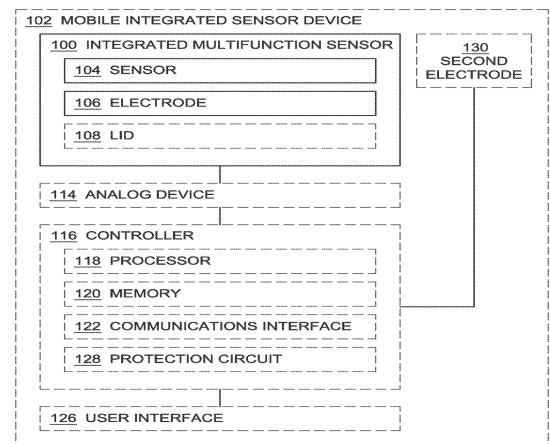 102 MOBILE INTEGRATED SENSOR DEVICE
100 INTEGRATED MULTIFUNCTION SENSOR
104 SENSOR
106 ELECTRODE
108 LID
130
SECOND
ELECTRODE
114 ANALOG DEVICE
116 CONTROLLER
118 PROCESSOR
120 MEMORY
122 COMMUNICATIONS INTERFACE
128 PROTECTION CIRCUIT
126 USER INTERFACE